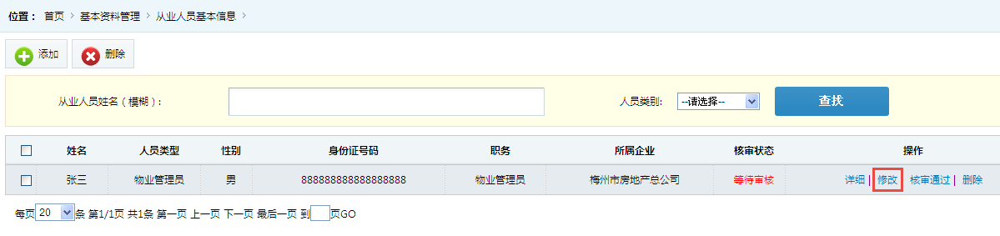 位置： 首页 > 基本资料管理 > 从业人员基本信息 >
添加 删除
从业人员姓名（模糊）： 人员类别: --请选择-- 查找
姓名 人员类型 性别 身份证号码 职务 所属企业 核审状态 操作
张三 物业管理员 男 888888888888888888 物业管理员 梅州市房地产总公司 等待审核 详细 | 修改 核审通过 | 删除
每页 20 条 第1/1页 共1条 第一页 上一页 下一页 最后一页 到 页GO